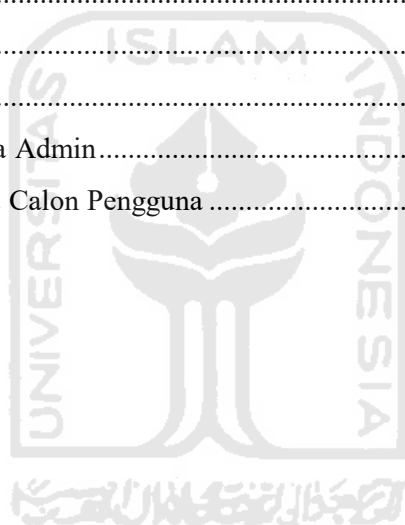 ................................................
................................................
................................................
a Admin................................................
Calon Pengguna ................................
ISLAM
UNIVERSITAS
INDONESIA